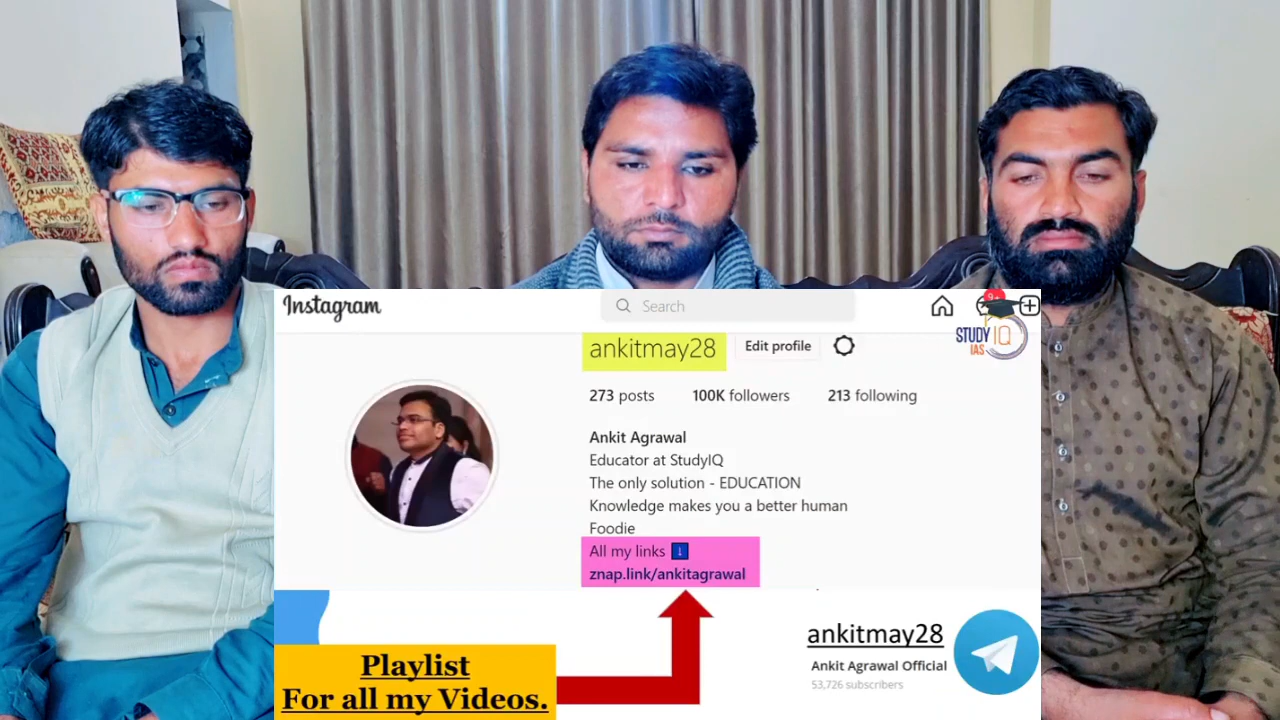 Instagram
Search
9+
STUDY IQ
IAS
ankitmay28
Edit profile
273 posts 100K followers 213 following
Ankit Agrawal
Educator at StudyIQ
The only solution - EDUCATION
Knowledge makes you a better human
Foodie
All my links ↓
znap.link/ankitagrawal
Playlist
For all my Videos.
ankitmay28
Ankit Agrawal Official
53,726 subscribers